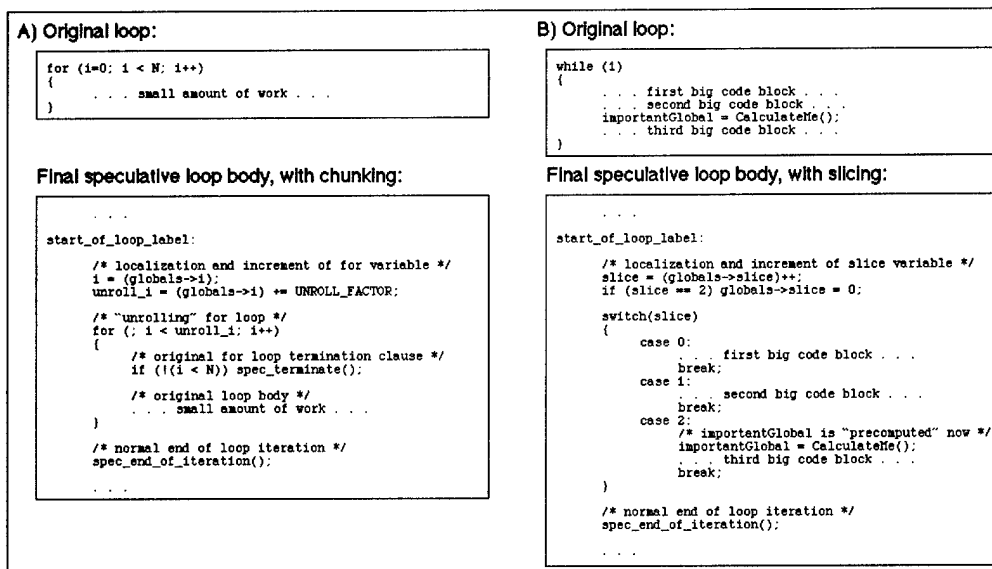 A) Original loop:
for (i=0; i < N; i++)
{
. . . small amount of work . . .
}
Final speculative loop body, with chunking:
. . .
start_of_loop_label:
/* localization and increment of for variable */
i = (globals->i);
unroll_i = (globals->i) += UNROLL_FACTOR;
/* "unrolling" for loop */
for (; i < unroll_i; i++)
{
/* original for loop termination clause */
if (!(i < N)) spec_terminate();
/* original loop body */
. . . small amount of work . . .
}
/* normal end of loop iteration */
spec_end_of_iteration();
. . .
B) Original loop:
while (1)
{
. . . first big code block . . .
. . . second big code block . . .
importantGlobal = CalculateMe();
. . . third big code block . . .
}
Final speculative loop body, with slicing:
. . .
start_of_loop_label:
/* localization and increment of slice variable */
slice = (globals->slice)++;
if (slice == 2) globals->slice = 0;
switch(slice)
{
case 0:
. . . first big code block . . .
break;
case 1:
. . . second big code block . . .
break;
case 2:
/* importantGlobal is "precomputed" now */
importantGlobal = CalculateMe();
. . . third big code block . . .
break;
}
/* normal end of loop iteration */
spec_end_of_iteration();
. . .